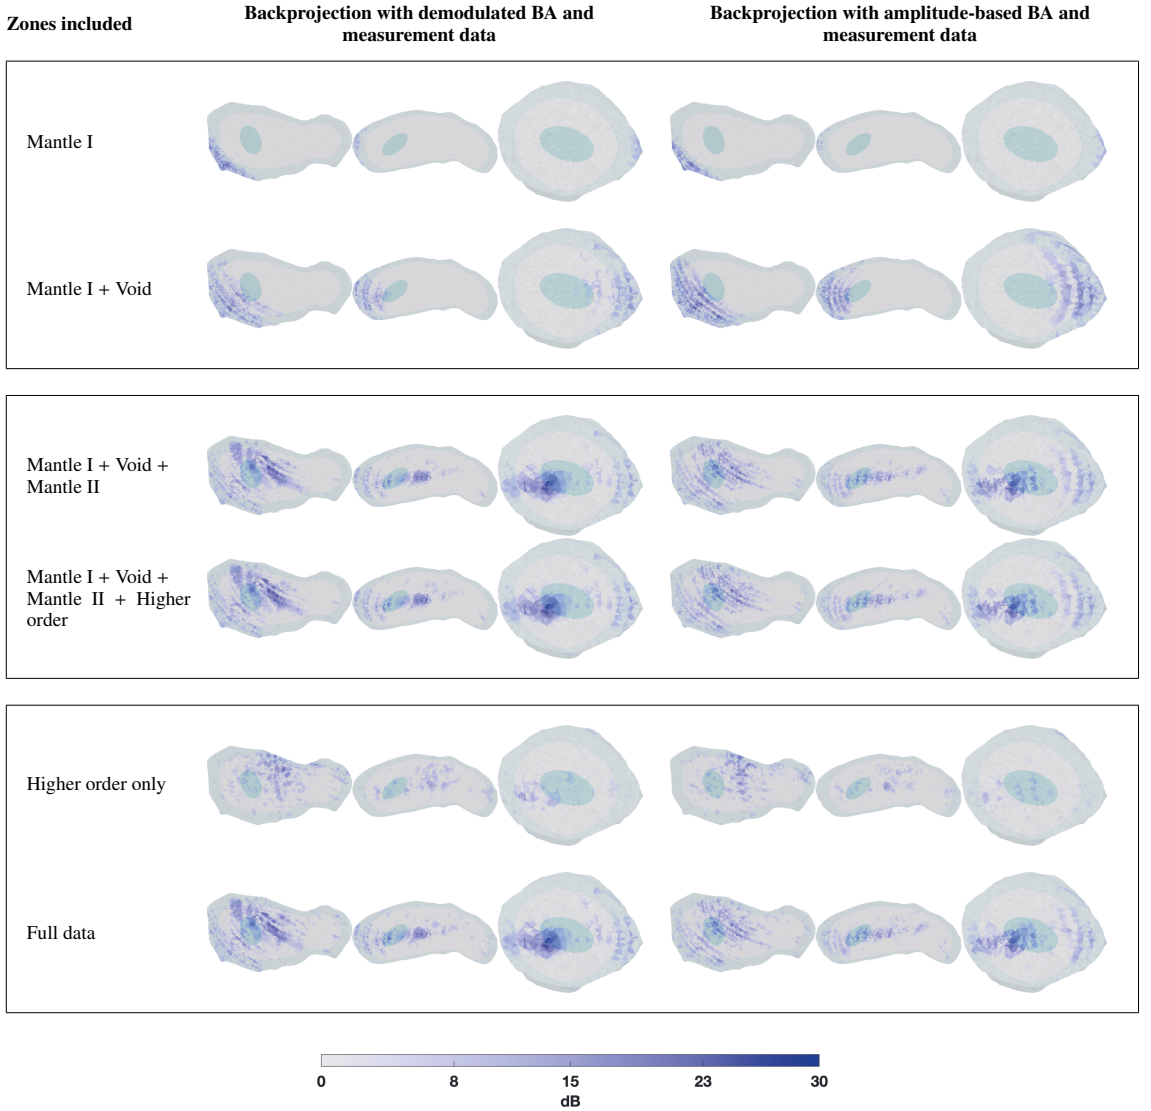 Zones included
Backprojection with demodulated BA and
measurement data
Backprojection with amplitude-based BA and
measurement data
Mantle I
Mantle I + Void
Mantle I + Void +
Mantle II
Mantle I + Void +
Mantle II + Higher
order
Higher order only
Full data
0 8 15 23 30
dB